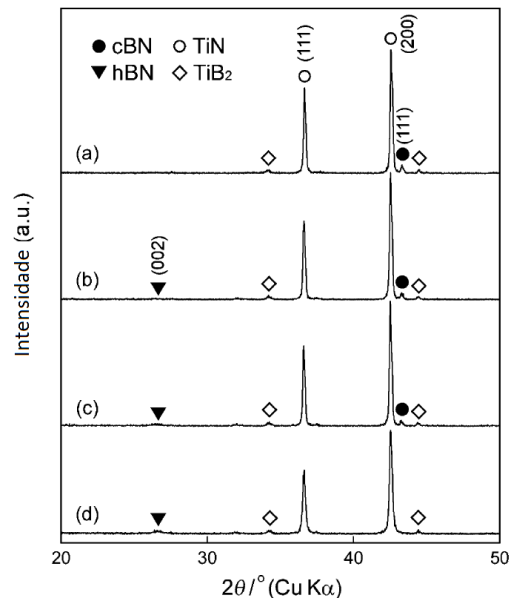 ● cBN ○ TiN
▼ hBN ◇ TiB₂
(111)
(200)
(111)
(a)
(002)
(b)
(c)
(d)
Intensidade (a.u.)
20 30 40 50
2θ/° (Cu Kα)